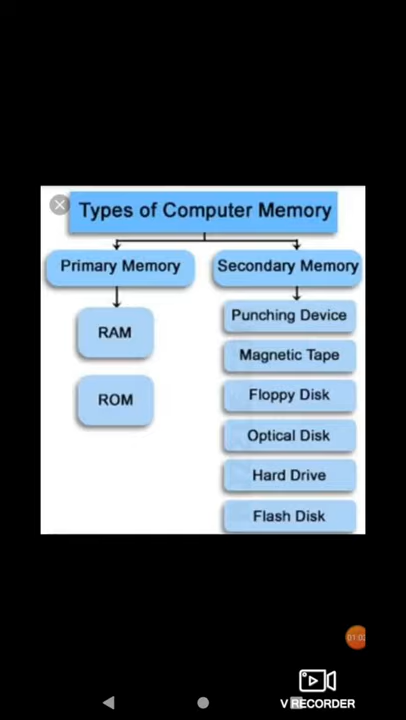 Types of Computer Memory
Primary Memory
Secondary Memory
RAM
ROM
Punching Device
Magnetic Tape
Floppy Disk
Optical Disk
Hard Drive
Flash Disk
V RECORDER